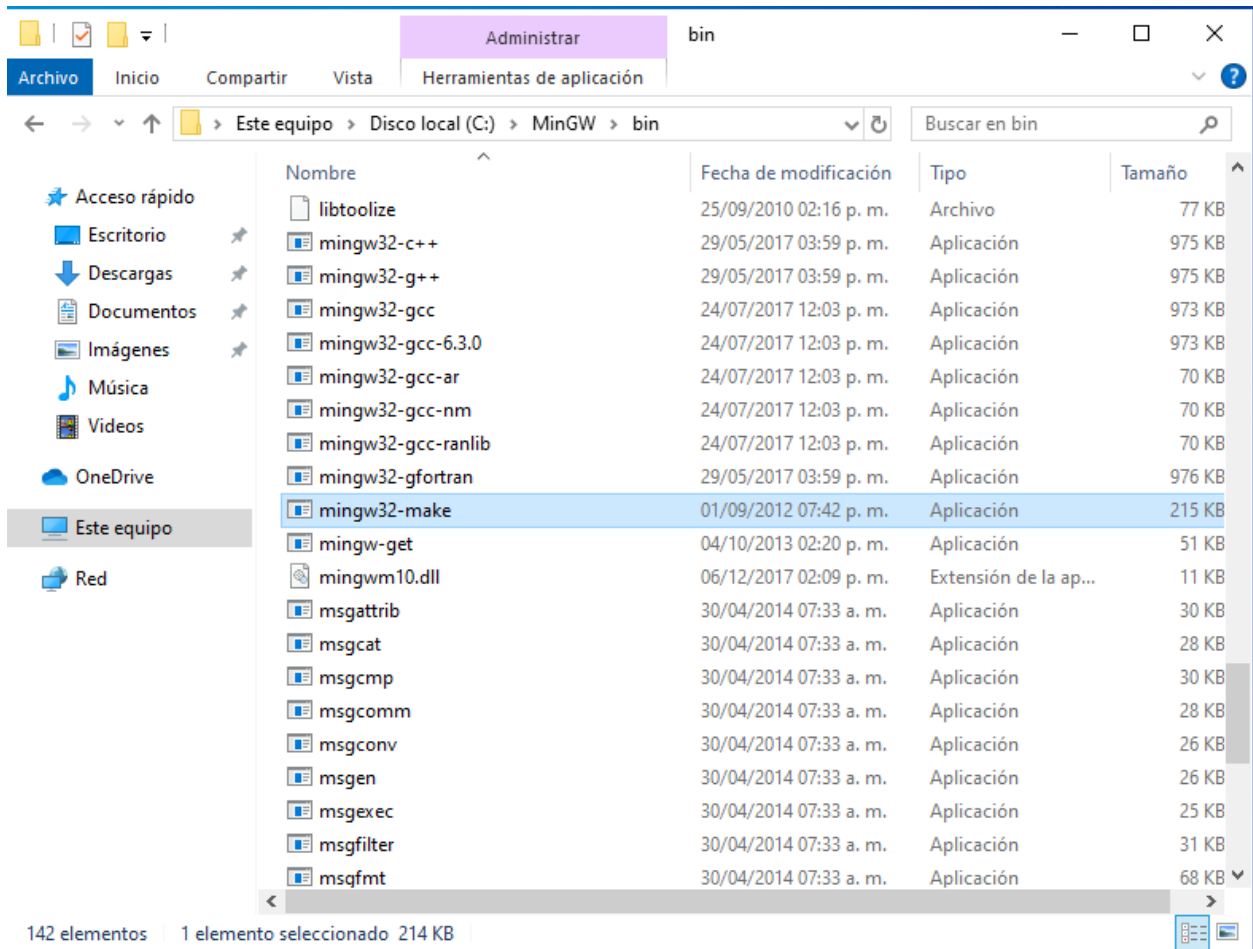 Administrar bin
Archivo Inicio Compartir Vista Herramientas de aplicación
Este equipo > Disco local (C:) > MinGW > bin Buscar en bin
Nombre Fecha de modificación Tipo Tamaño
Acceso rápido
Escritorio
Descargas
Documentos
Imágenes
Música
Videos
OneDrive
Este equipo
Red
libtoolize 25/09/2010 02:16 p. m. Archivo 77 KB
mingw32-c++ 29/05/2017 03:59 p. m. Aplicación 975 KB
mingw32-g++ 29/05/2017 03:59 p. m. Aplicación 975 KB
mingw32-gcc 24/07/2017 12:03 p. m. Aplicación 973 KB
mingw32-gcc-6.3.0 24/07/2017 12:03 p. m. Aplicación 973 KB
mingw32-gcc-ar 24/07/2017 12:03 p. m. Aplicación 70 KB
mingw32-gcc-nm 24/07/2017 12:03 p. m. Aplicación 70 KB
mingw32-gcc-ranlib 24/07/2017 12:03 p. m. Aplicación 70 KB
mingw32-gfortran 29/05/2017 03:59 p. m. Aplicación 976 KB
mingw32-make 01/09/2012 07:42 p. m. Aplicación 215 KB
mingw-get 04/10/2013 02:20 p. m. Aplicación 51 KB
mingwm10.dll 06/12/2017 02:09 p. m. Extensión de la ap... 11 KB
msgattrib 30/04/2014 07:33 a. m. Aplicación 30 KB
msgcat 30/04/2014 07:33 a. m. Aplicación 28 KB
msgcmp 30/04/2014 07:33 a. m. Aplicación 30 KB
msgcomm 30/04/2014 07:33 a. m. Aplicación 28 KB
msgconv 30/04/2014 07:33 a. m. Aplicación 26 KB
msgen 30/04/2014 07:33 a. m. Aplicación 26 KB
msgexec 30/04/2014 07:33 a. m. Aplicación 25 KB
msgfilter 30/04/2014 07:33 a. m. Aplicación 31 KB
msgfmt 30/04/2014 07:33 a. m. Aplicación 68 KB
142 elementos 1 elemento seleccionado 214 KB